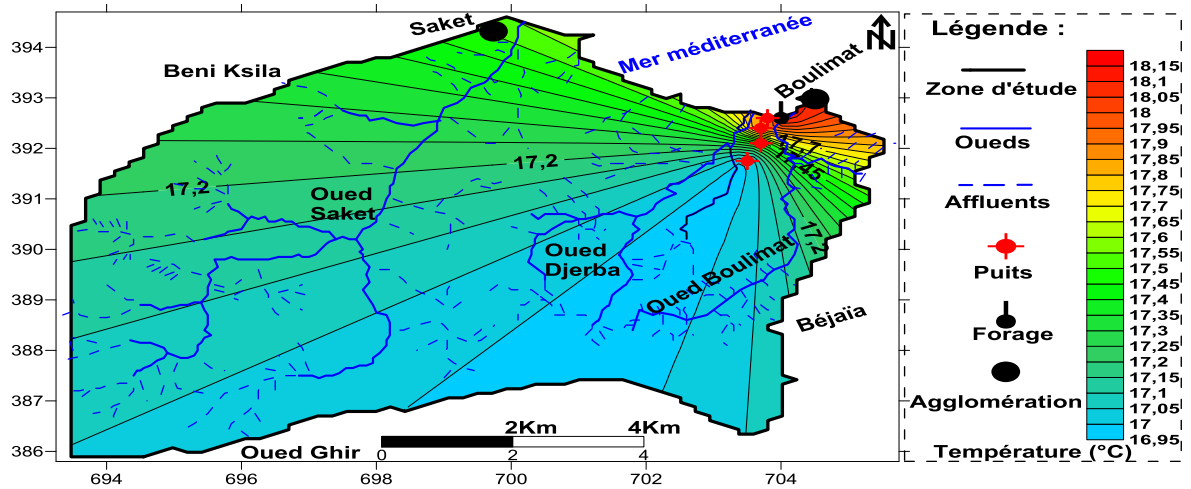 394
393
392
391
390
389
388
387
386
694
696
698
700
702
704
Saket
Beni Ksila
Mer méditerranée
Boulimat
N
17,2
17,2
17,7
17,2
Oued
Saket
Oued
Djerba
Oued Boulimat
Béjaïa
Oued Ghir
2Km
4Km
0
2
4
Légende :
Zone d'étude
Oueds
Affluents
Puits
Forage
Agglomération
Température (°C)
18,15
18,1
18,05
18
17,95
17,9
17,85
17,8
17,75
17,7
17,65
17,6
17,55
17,5
17,45
17,4
17,35
17,3
17,25
17,2
17,15
17,1
17,05
17
16,95